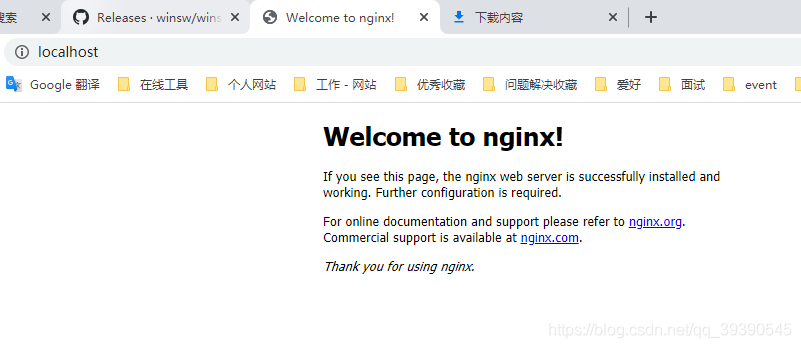 搜索
Releases · winsw/wins
Welcome to nginx!
下载内容
localhost
Google 翻译
在线工具
个人网站
工作 - 网站
优秀收藏
问题解决收藏
爱好
面试
event
Welcome to nginx!
If you see this page, the nginx web server is successfully installed and
working. Further configuration is required.
For online documentation and support please refer to nginx.org.
Commercial support is available at nginx.com.
Thank you for using nginx.
https://blog.csdn.net/qq_39390545